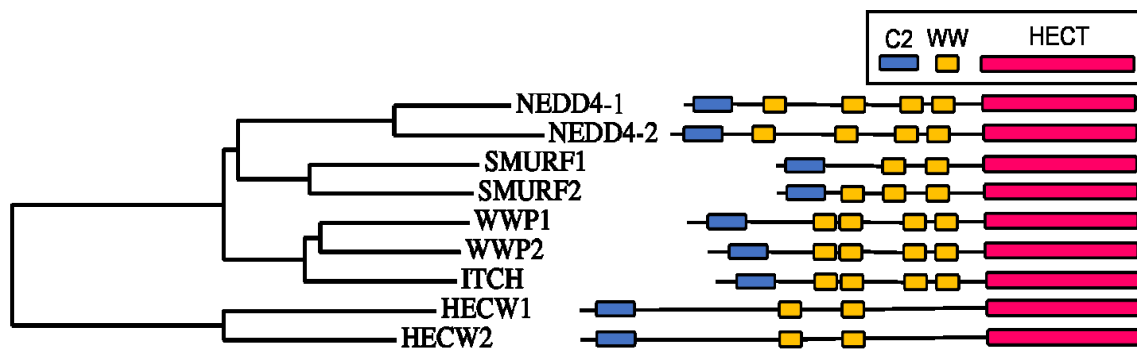 C2 WW HECT
NEDD4-1
NEDD4-2
SMURF1
SMURF2
WWP1
WWP2
ITCH
HECW1
HECW2